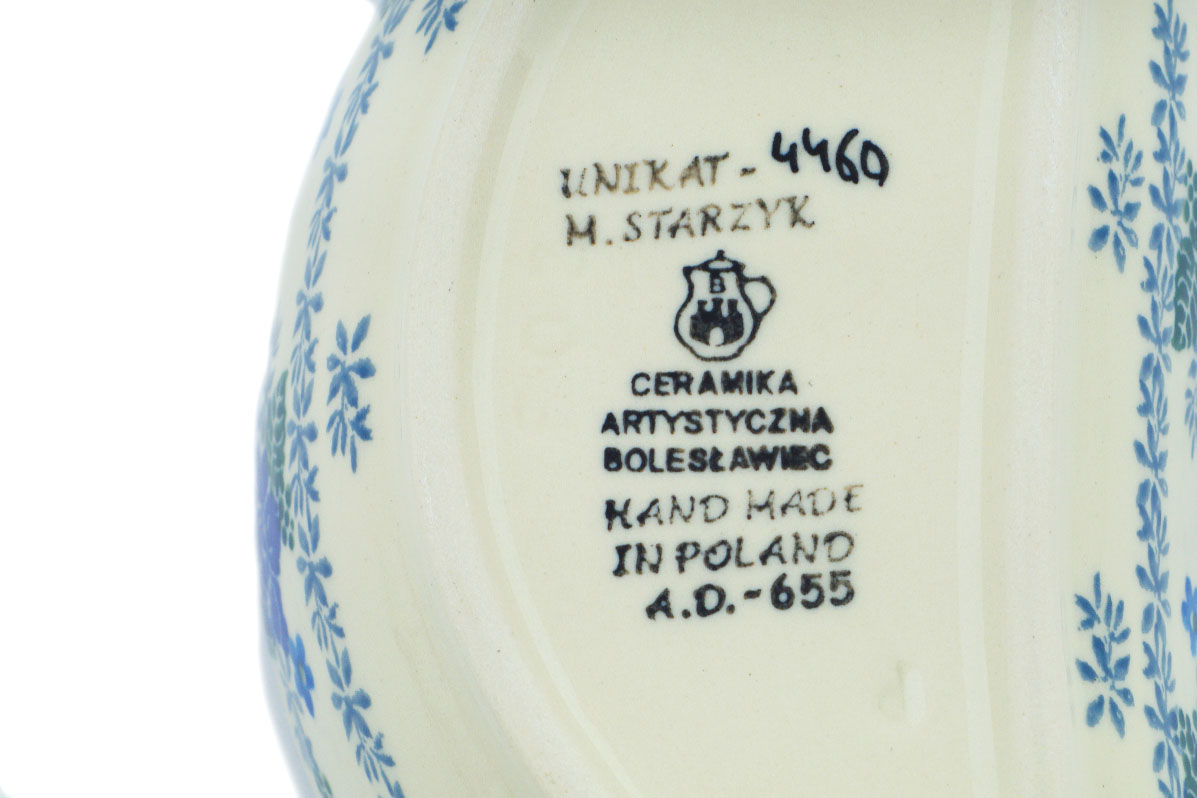 UNIKAT - 4460
M. STARZYK
B
CERAMIKA
ARTYSTYCZNA
BOLESŁAWIEC
HAND MADE
IN POLAND
A.D.-655